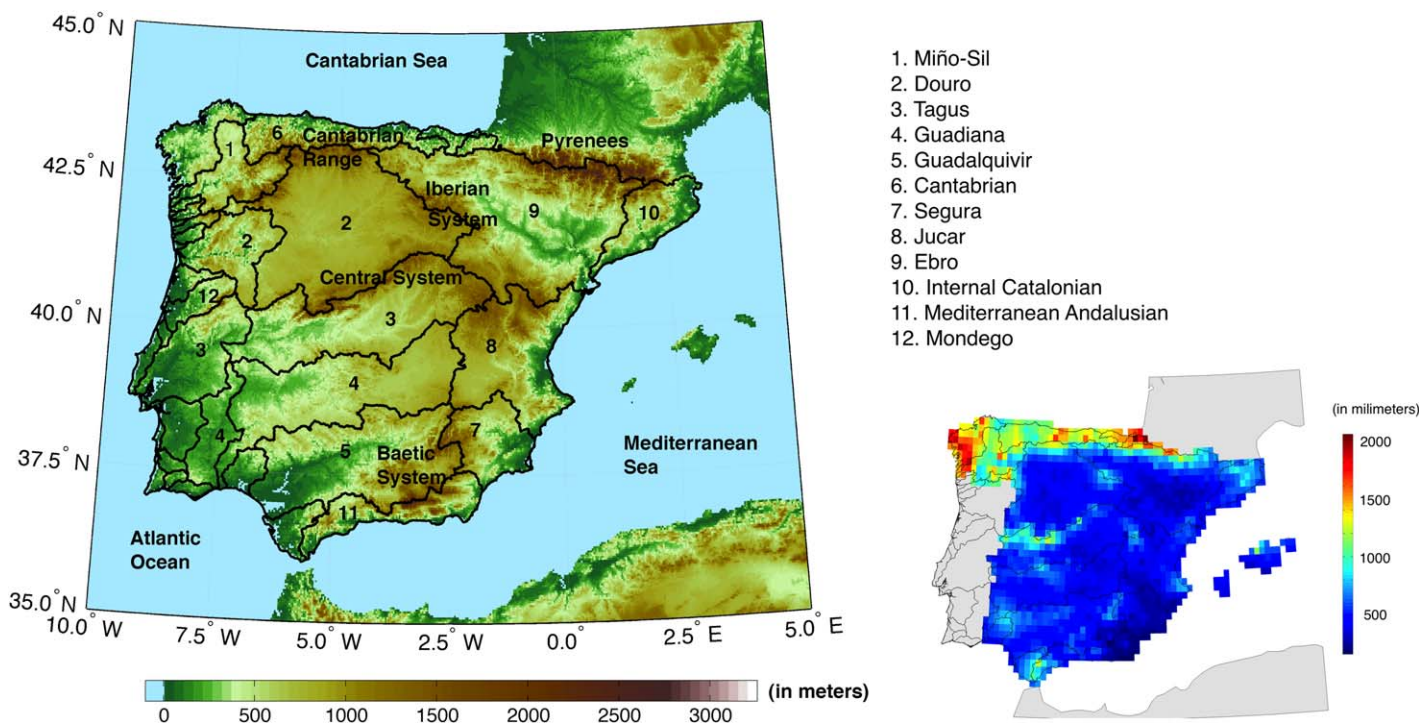 45.0° N
42.5° N
40.0° N
37.5° N
35.0° N
10.0° W
7.5° W
5.0° W
2.5° W
0.0°
2.5° E
5.0° E
Cantabrian Sea
6
Cantabrian
Range
1
Pyrenees
Iberian
System
9
10
2
2
Central System
12
3
3
8
4
4
5
7
Baetic
System
11
Mediterranean
Sea
Atlantic
Ocean
0
500
1000
1500
2000
2500
3000
(in meters)
1. Miño-Sil
2. Douro
3. Tagus
4. Guadiana
5. Guadalquivir
6. Cantabrian
7. Segura
8. Jucar
9. Ebro
10. Internal Catalonian
11. Mediterranean Andalusian
12. Mondego
(in milimeters)
2000
1500
1000
500